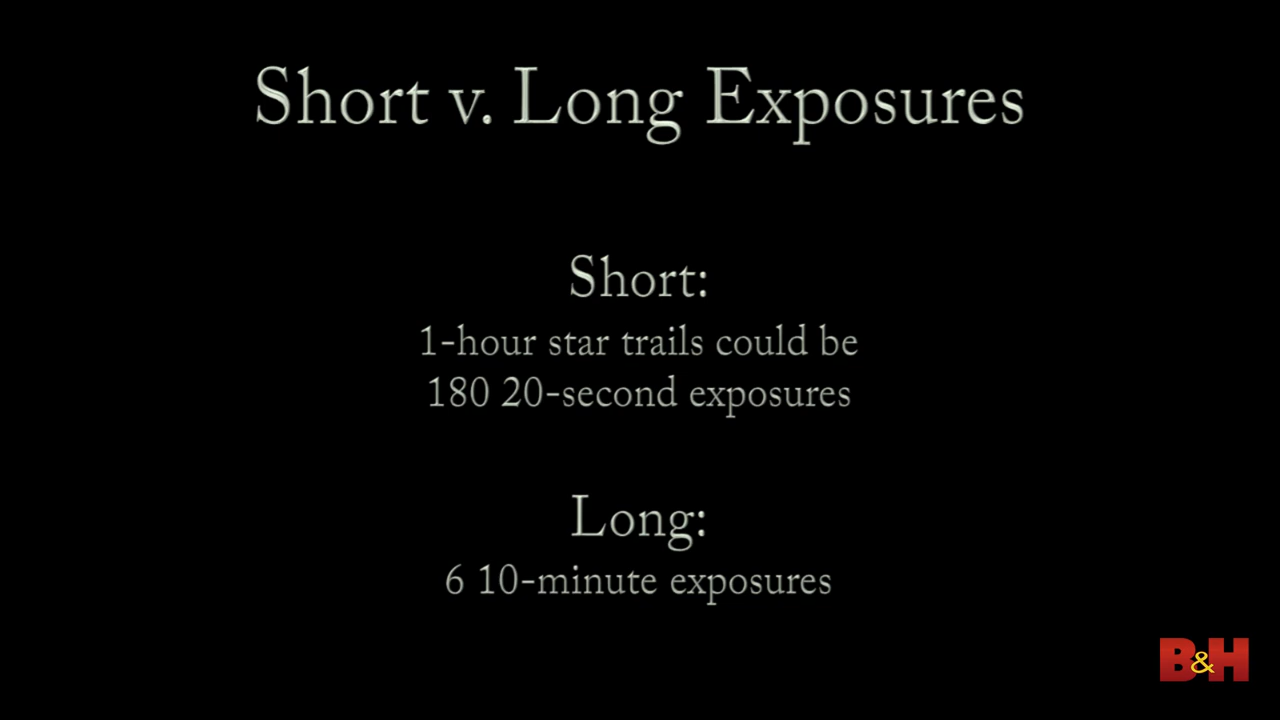 Short v. Long Exposures
Short:
1-hour star trails could be
180 20-second exposures
Long:
6 10-minute exposures
B&H